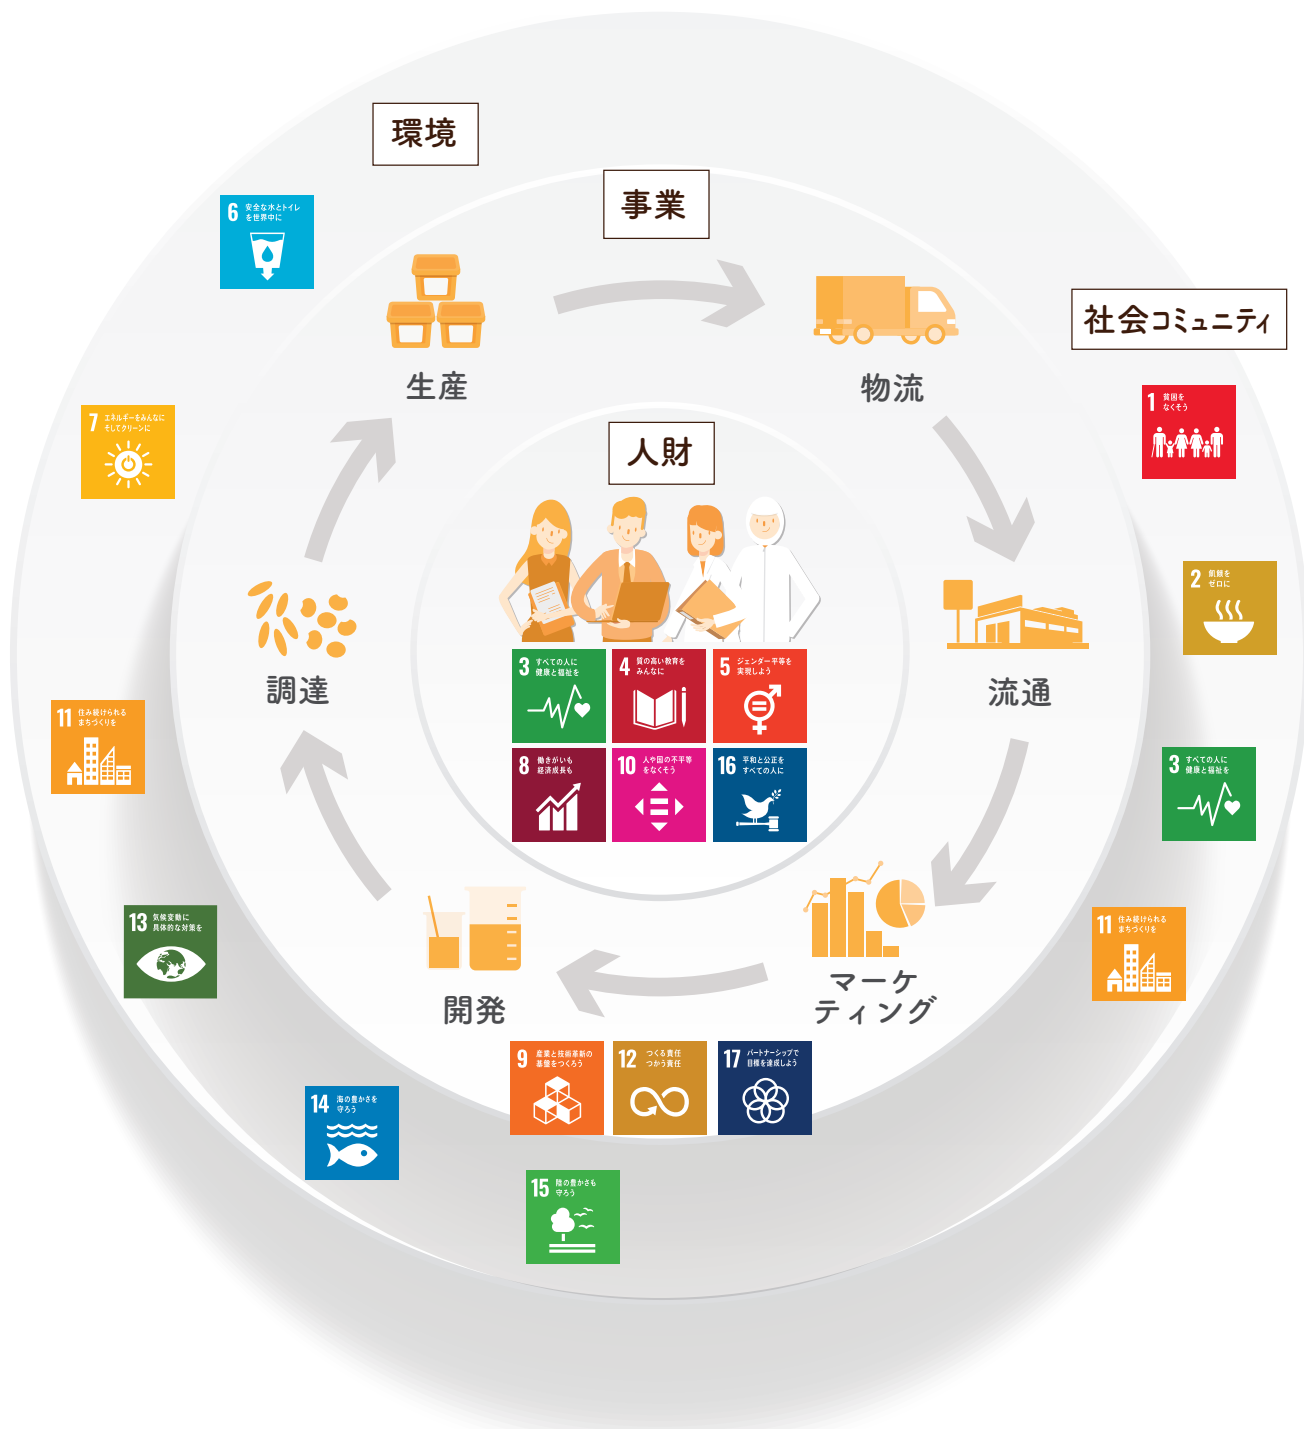 環境
事業
6 安全な水とトイレ
を世界中に
生産
物流
社会コミュニティ
1 貧困を
なくそう
7 エネルギーをみんなに
そしてクリーンに
人財
2 飢餓を
ゼロに
調達
流通
3 すべての人に
健康と福祉を
4 質の高い教育を
みんなに
5 ジェンダー平等を
実現しよう
8 働きがいも
経済成長も
10 人や国の不平等
をなくそう
16 平和と公正を
すべての人に
11 住み続けられる
まちづくりを
3 すべての人に
健康と福祉を
13 気候変動に
具体的な対策を
11 住み続けられる
まちづくりを
開発
マーケ
ティング
9 産業と技術革新の
基盤をつくろう
12 つくる責任
つかう責任
17 パートナーシップで
目標を達成しよう
14 海の豊かさを
守ろう
15 陸の豊かさも
守ろう